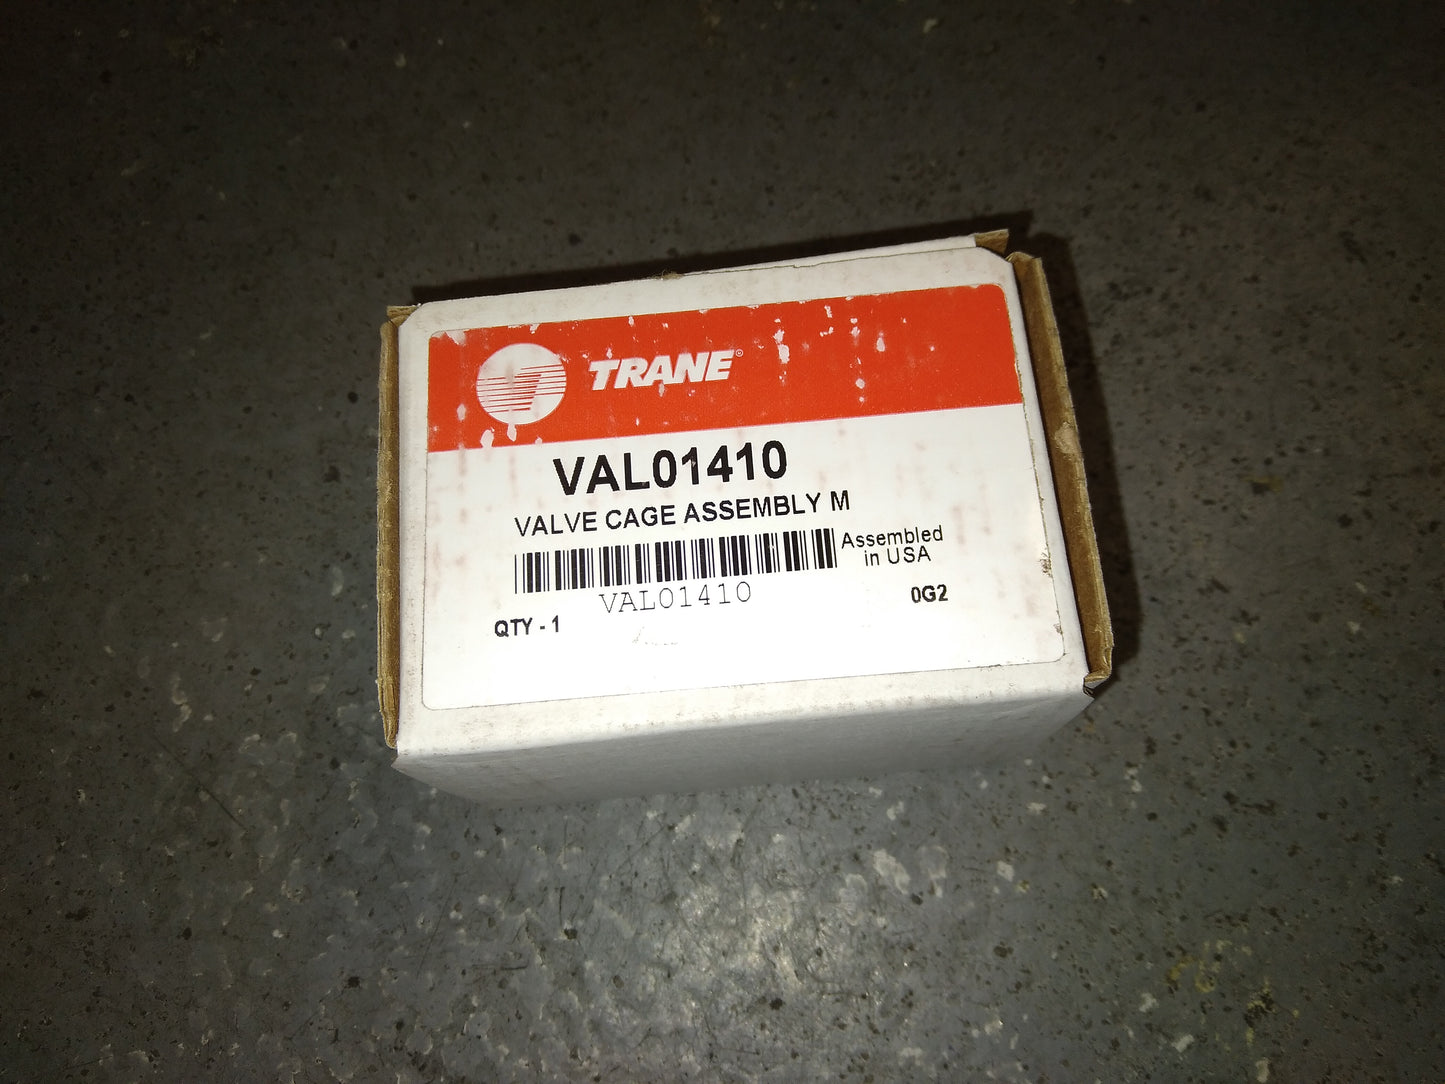 TRANE®
VAL01410
VALVE CAGE ASSEMBLY M
Assembled
in USA
VAL01410
QTY - 1
0G2